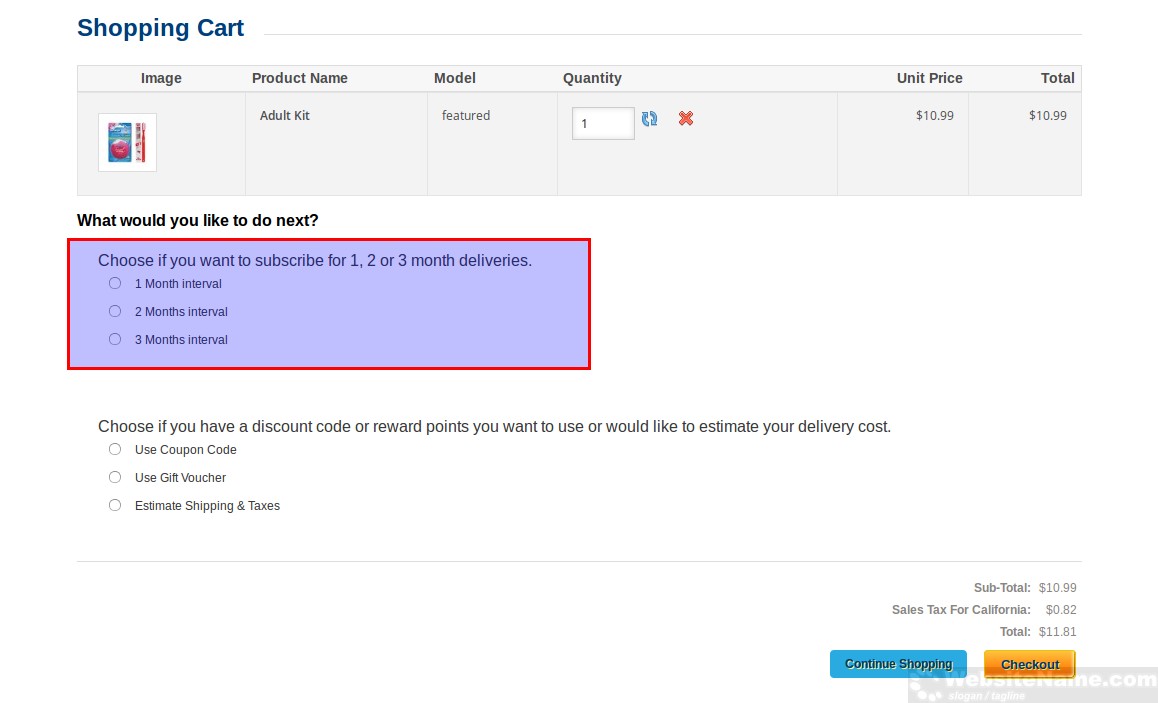 Shopping Cart
Image Product Name Model Quantity Unit Price Total
Adult Kit featured 1 $10.99 $10.99
What would you like to do next?
Choose if you want to subscribe for 1, 2 or 3 month deliveries.
1 Month interval
2 Months interval
3 Months interval
Choose if you have a discount code or reward points you want to use or would like to estimate your delivery cost.
Use Coupon Code
Use Gift Voucher
Estimate Shipping & Taxes
Sub-Total: $10.99
Sales Tax For California: $0.82
Total: $11.81
Continue Shopping Checkout
WebsiteName.com
slogan / tagline